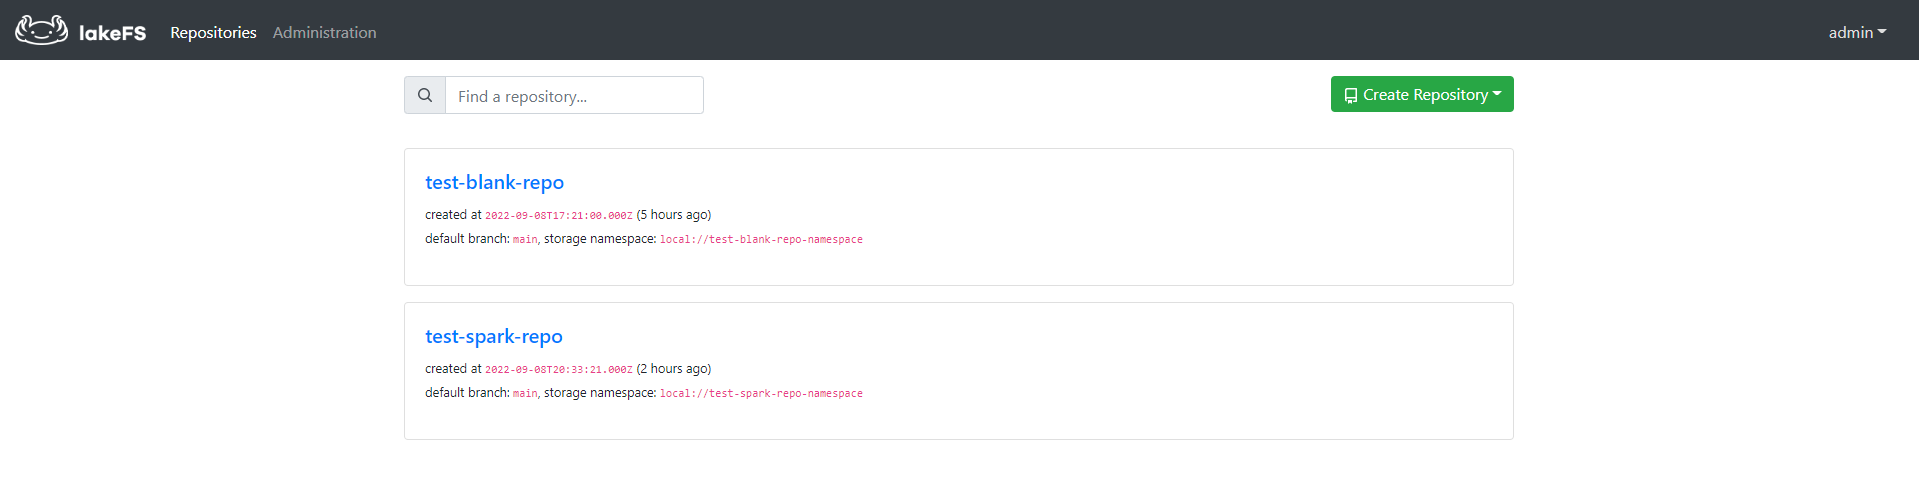 lakeFS Repositories Administration admin
Find a repository... Create Repository
test-blank-repo
created at 2022-09-08T17:21:00.000Z (5 hours ago)
default branch: main, storage namespace: local://test-blank-repo-namespace
test-spark-repo
created at 2022-09-08T20:33:21.000Z (2 hours ago)
default branch: main, storage namespace: local://test-spark-repo-namespace